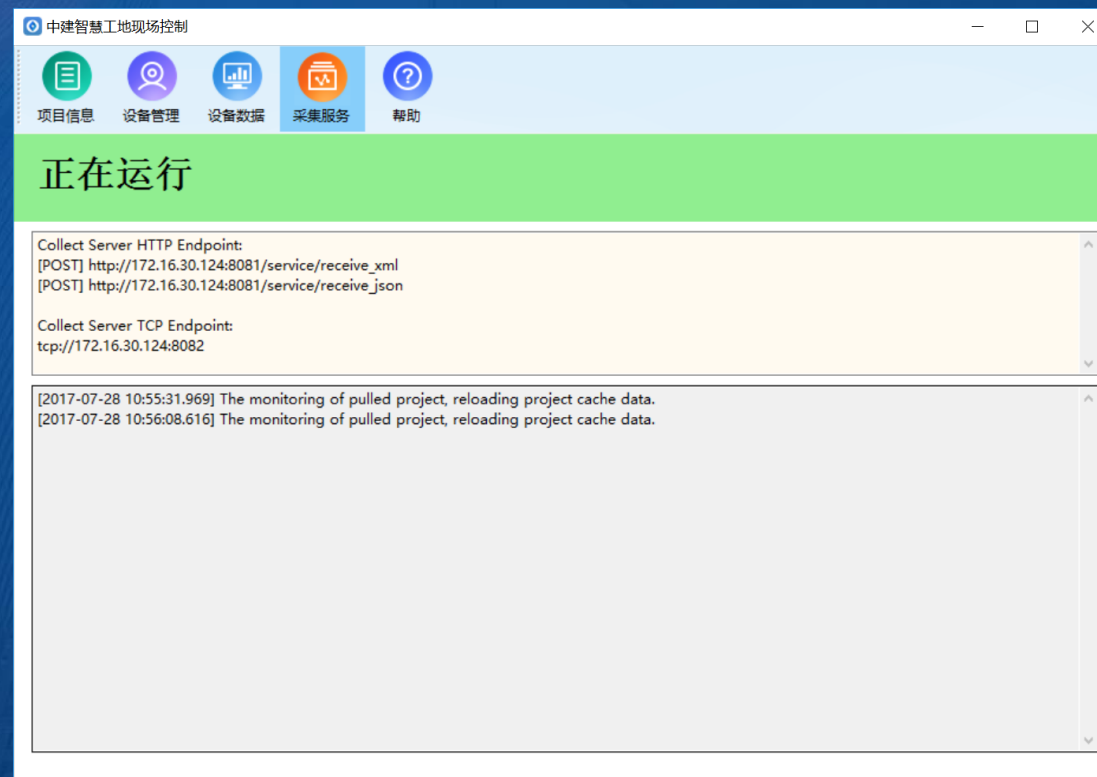 中建智慧工地现场控制
项目信息 设备管理 设备数据 采集服务 帮助
正在运行
Collect Server HTTP Endpoint:
[POST] http://172.16.30.124:8081/service/receive_xml
[POST] http://172.16.30.124:8081/service/receive_json
Collect Server TCP Endpoint:
tcp://172.16.30.124:8082
[2017-07-28 10:55:31.969] The monitoring of pulled project, reloading project cache data.
[2017-07-28 10:56:08.616] The monitoring of pulled project, reloading project cache data.